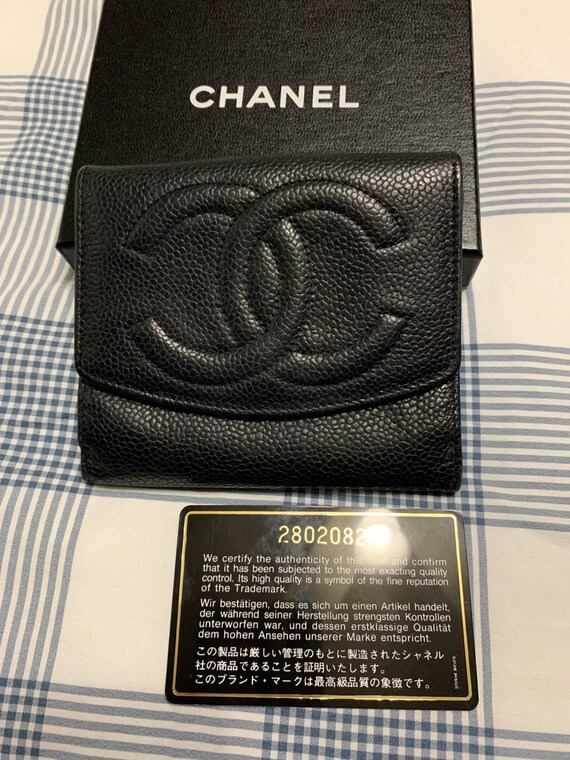 CHANEL
2802082
We certify the authenticity of this item and confirm
that it has been subjected to the most exacting quality
control. Its high quality is a symbol of the fine reputation
of the Trademark.
Wir bestätigen, dass es sich um einen Artikel handelt,
der während seiner Herstellung strengsten Kontrollen
unterworfen war, und dessen erstklassige Qualität
dem hohen Ansehen unserer Marke entspricht.
この製品は厳しい管理のもとに製造されたシャネル
社の商品であることを証明いたします。
このブランド・マークは最高級品質の象徴です。